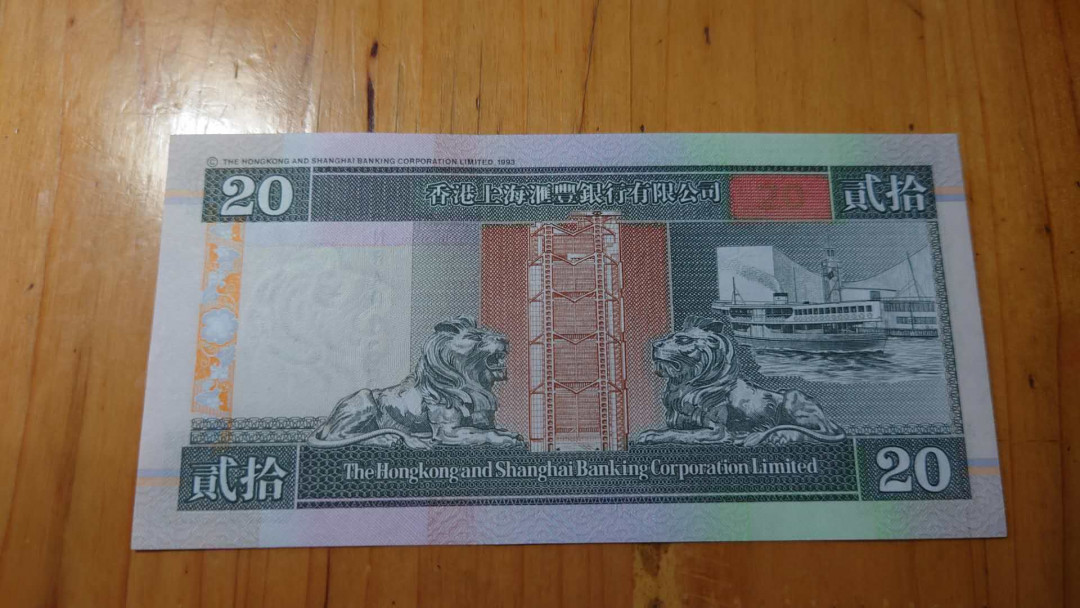 © THE HONGKONG AND SHANGHAI BANKING CORPORATION LIMITED 1993
20 香港上海滙豐銀行有限公司 20 貳拾
貳拾 The Hongkong and Shanghai Banking Corporation Limited 20